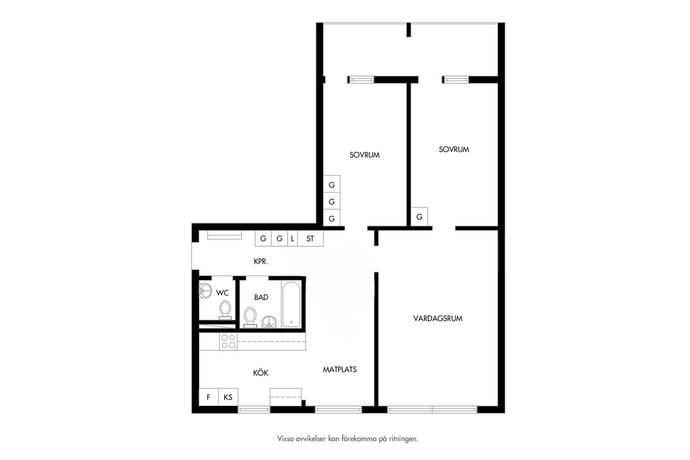 SOVRUM
SOVRUM
G
G
G
G
G G L ST
KPR.
WC
BAD
VARDAGSRUM
KÖK
MATPLATS
F KS
Vissa avvikelser kan förekomma på ritningen.